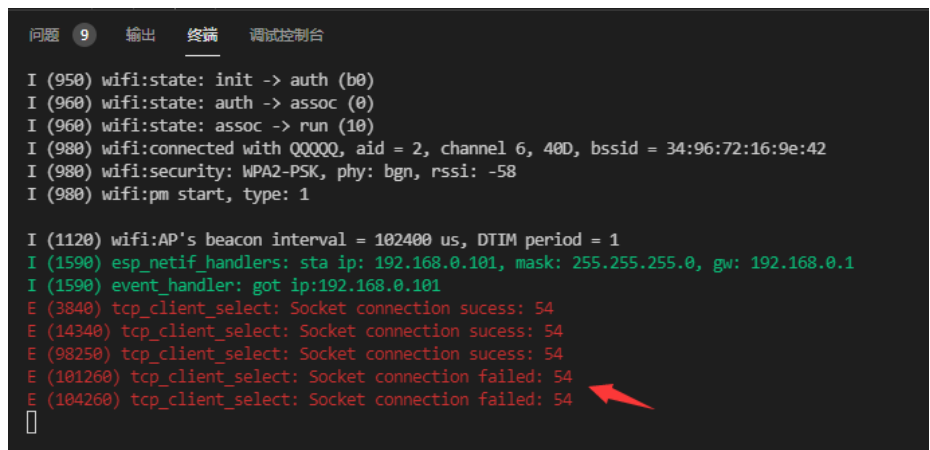 问题 9 输出 终端 调试控制台
I (950) wifi:state: init -> auth (b0)
I (960) wifi:state: auth -> assoc (0)
I (960) wifi:state: assoc -> run (10)
I (980) wifi:connected with QQQQQ, aid = 2, channel 6, 40D, bssid = 34:96:72:16:9e:42
I (980) wifi:security: WPA2-PSK, phy: bgn, rssi: -58
I (980) wifi:pm start, type: 1
I (1120) wifi:AP's beacon interval = 102400 us, DTIM period = 1
I (1590) esp_netif_handlers: sta ip: 192.168.0.101, mask: 255.255.255.0, gw: 192.168.0.1
I (1590) event_handler: got ip:192.168.0.101
E (3840) tcp_client_select: Socket connection sucess: 54
E (14340) tcp_client_select: Socket connection sucess: 54
E (98250) tcp_client_select: Socket connection sucess: 54
E (101260) tcp_client_select: Socket connection failed: 54
E (104260) tcp_client_select: Socket connection failed: 54